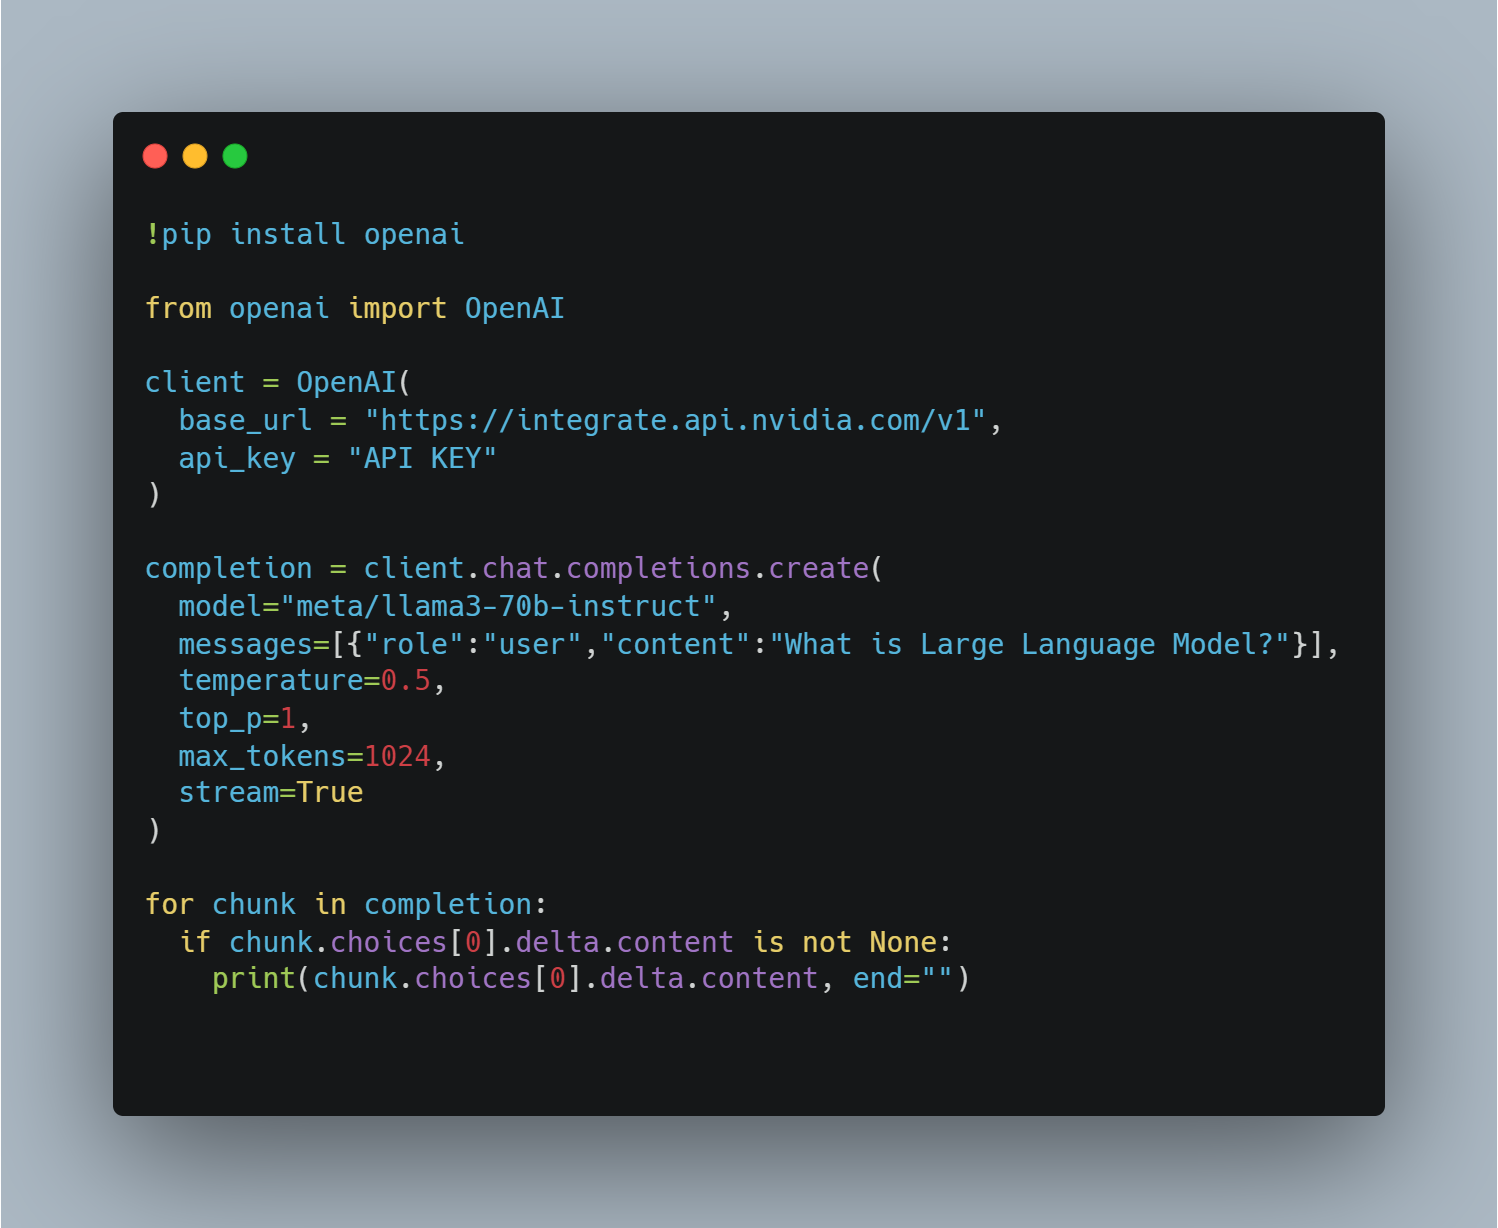 !pip install openai
from openai import OpenAI
client = OpenAI(
  base_url = "https://integrate.api.nvidia.com/v1",
  api_key = "API KEY"
)
completion = client.chat.completions.create(
  model="meta/llama3-70b-instruct",
  messages=[{"role":"user","content":"What is Large Language Model?"}],
  temperature=0.5,
  top_p=1,
  max_tokens=1024,
  stream=True
)
for chunk in completion:
  if chunk.choices[0].delta.content is not None:
    print(chunk.choices[0].delta.content, end="")